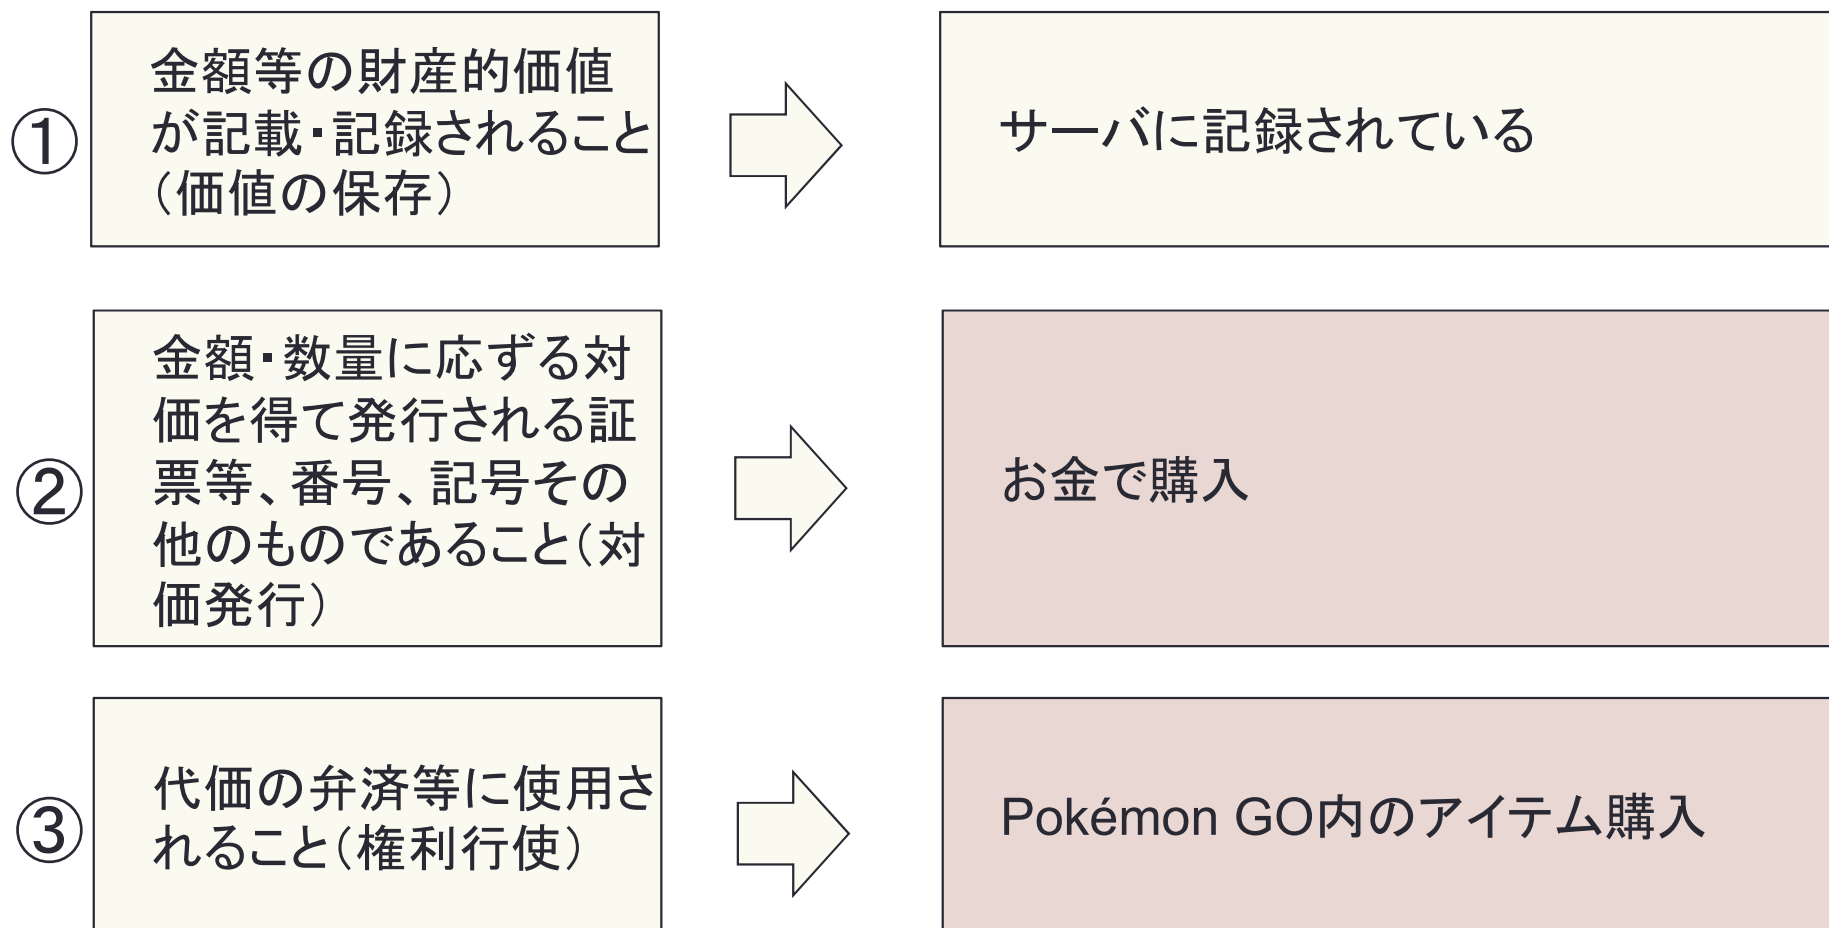 ①
金額等の財産的価値
が記載・記録されること
（価値の保存）
サーバに記録されている
②
金額・数量に応ずる対
価を得て発行される証
票等、番号、記号その
他のものであること（対
価発行）
お金で購入
③
代価の弁済等に使用さ
れること（権利行使）
Pokémon GO内のアイテム購入